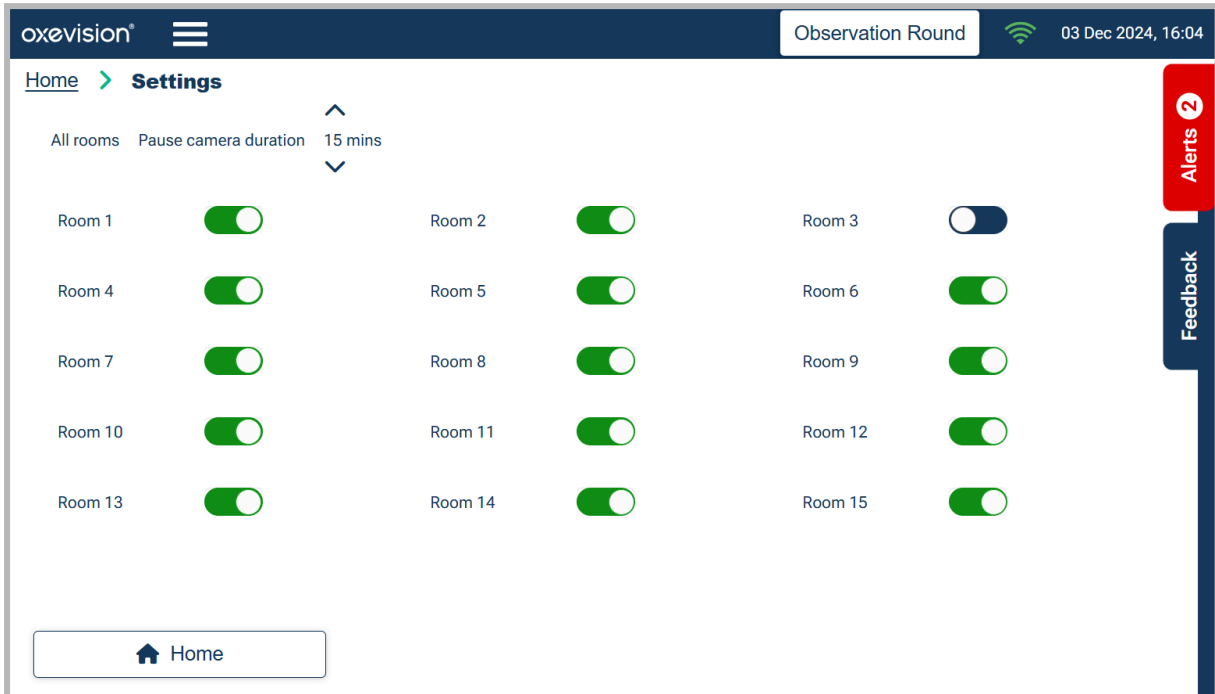 oxevision®
Observation Round
03 Dec 2024, 16:04
Home > Settings
All rooms Pause camera duration 15 mins
Room 1 Room 2 Room 3
Room 4 Room 5 Room 6
Room 7 Room 8 Room 9
Room 10 Room 11 Room 12
Room 13 Room 14 Room 15
Home
Alerts 2
Feedback